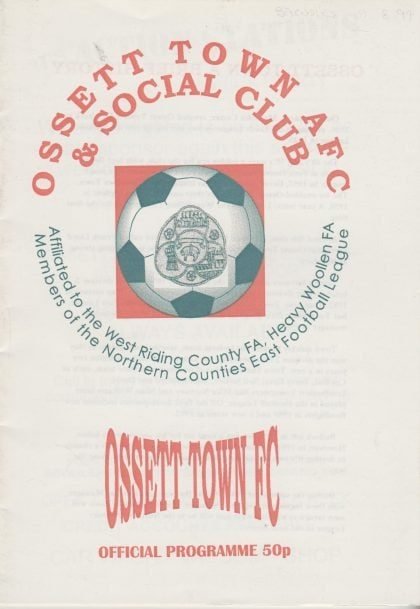 OSSETT TOWN AFC
& SOCIAL CLUB
Affiliated to the West Riding County FA, Heavy Woollen FA
Members of the Northern Counties East Football League
OSSETT TOWN FC
OFFICIAL PROGRAMME 50p